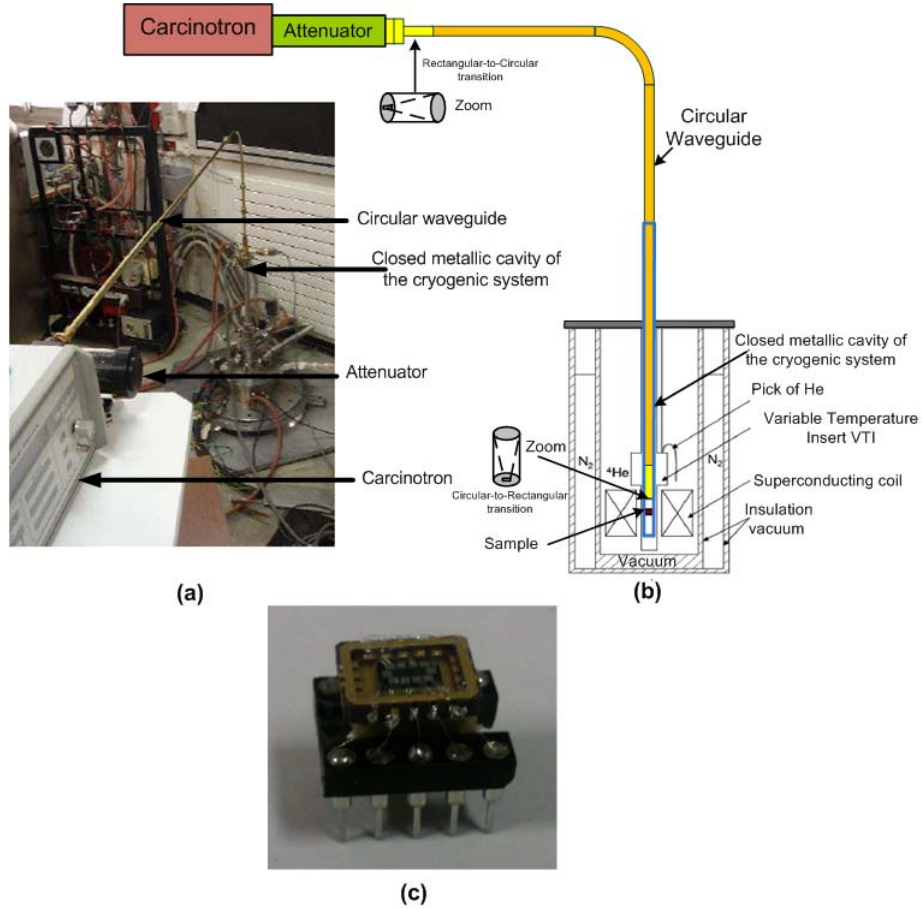 Carcinotron
Attenuator
Rectangular-to-Circular
transition
Zoom
Circular
Waveguide
Circular waveguide
Closed metallic cavity of
the cryogenic system
Attenuator
Carcinotron
Closed metallic cavity of
the cryogenic system
Pick of He
Variable Temperature
Insert VTI
Zoom
N2
4He
N2
Circular-to-Rectangular
transition
Superconducting coil
Insulation
vacuum
Sample
Vacuum
(a)
(b)
(c)